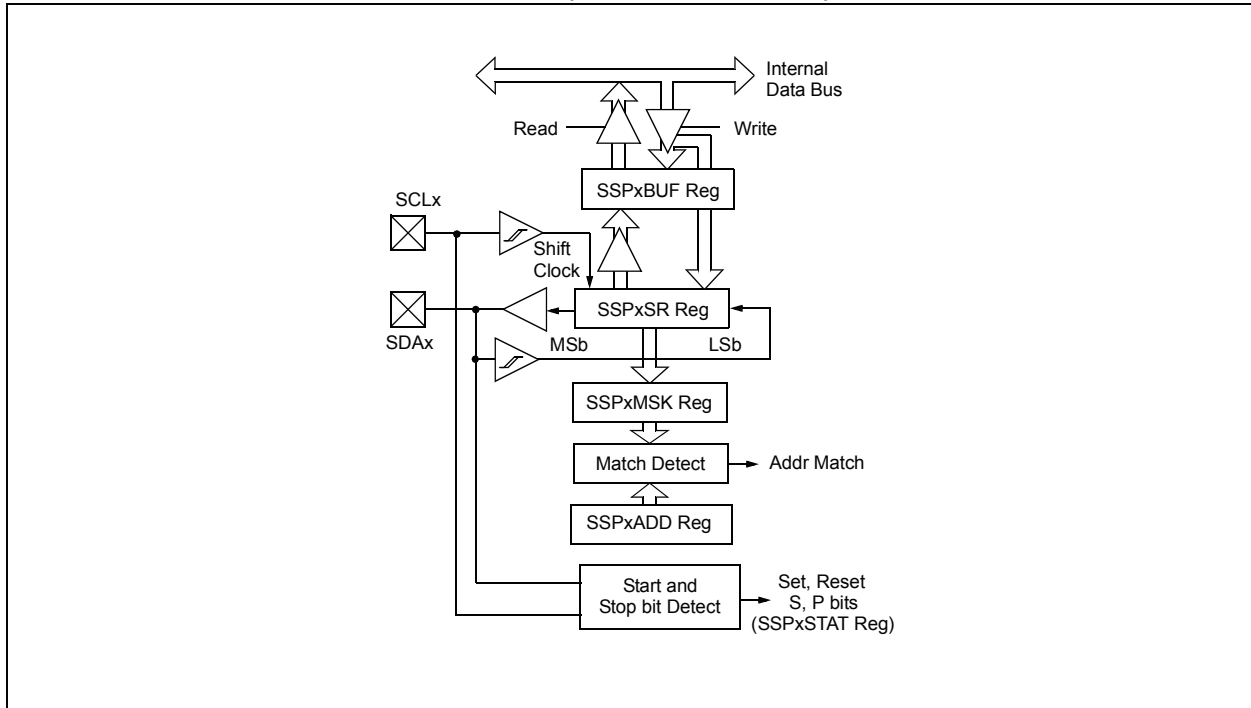 Internal
Data Bus
Read
Write
SSPxBUF Reg
SCLx
Shift
Clock
SSPxSR Reg
SDAx
MSb
LSb
SSPxMSK Reg
Match Detect
Addr Match
SSPxADD Reg
Start and
Stop bit Detect
Set, Reset
S, P bits
(SSPxSTAT Reg)